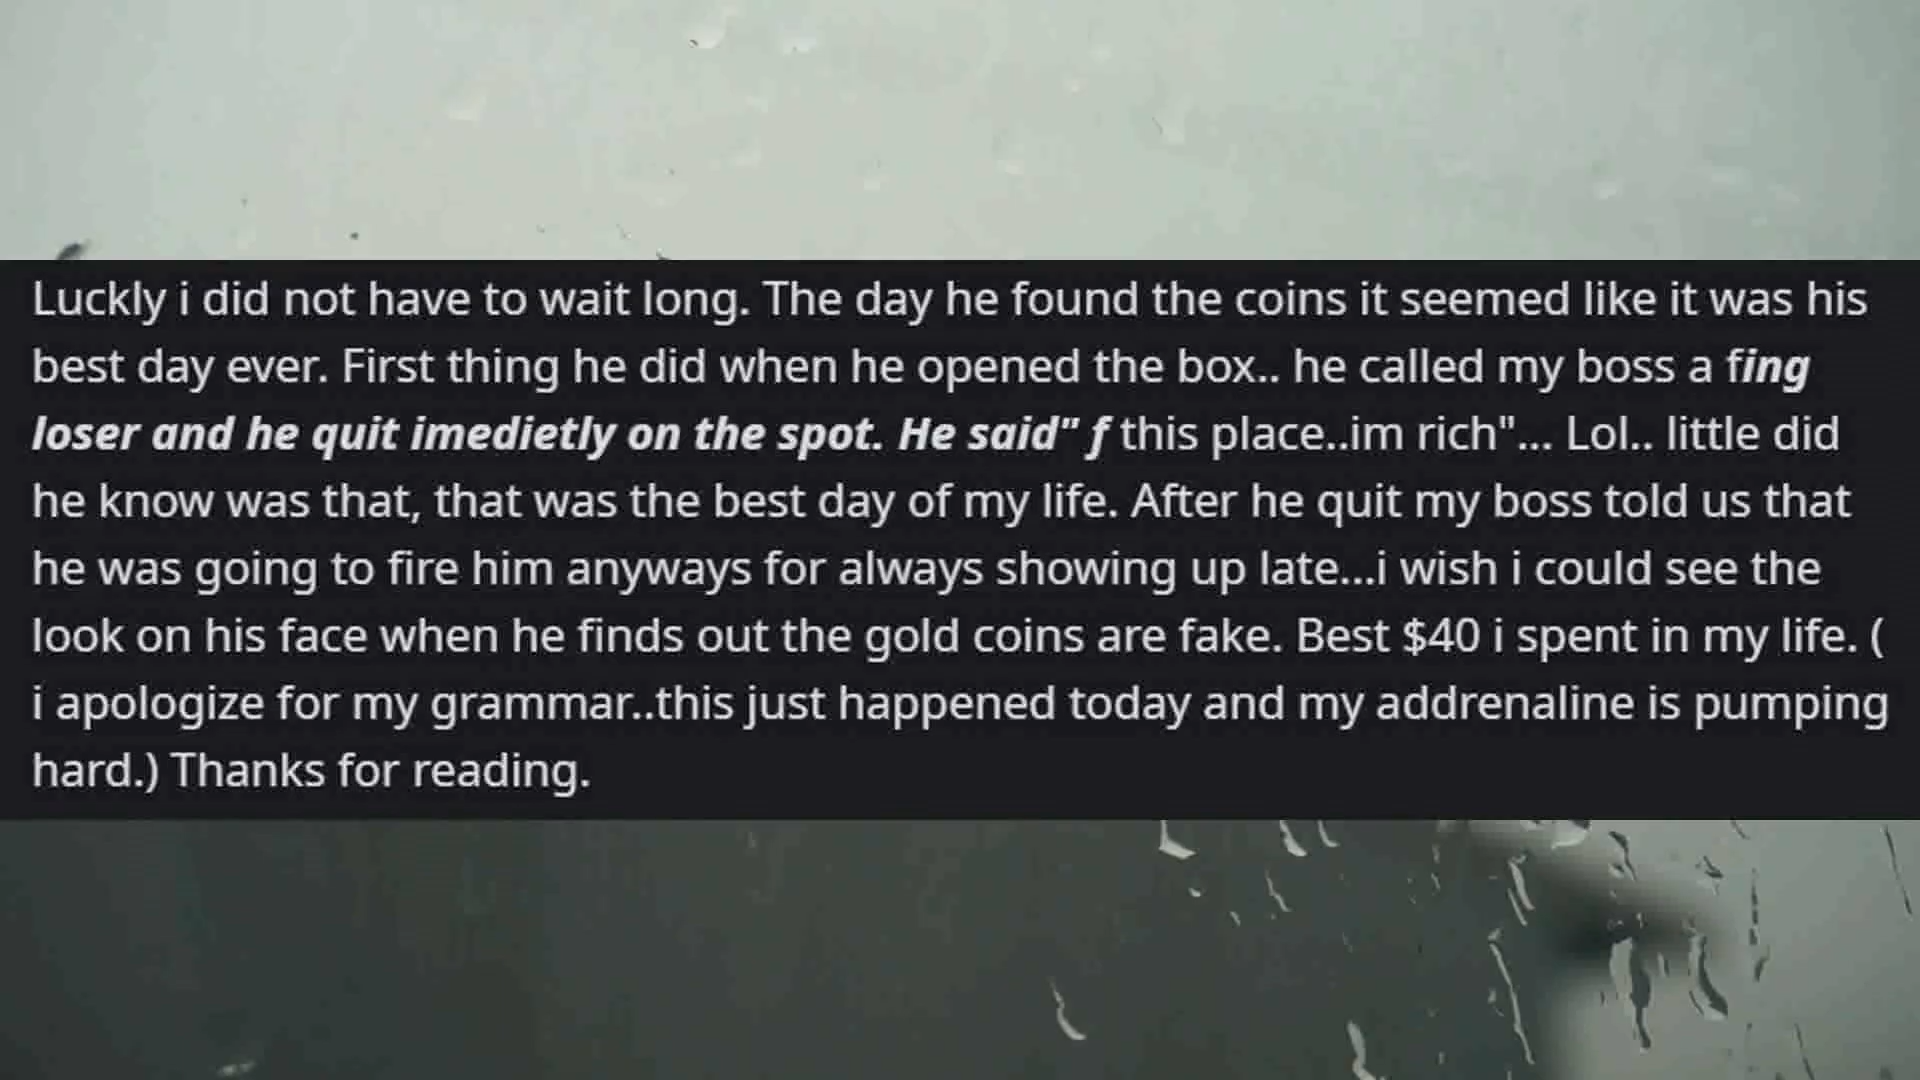 Luckly i did not have to wait long. The day he found the coins it seemed like it was his
best day ever. First thing he did when he opened the box.. he called my boss a fing
loser and he quit imedietly on the spot. He said" f this place..im rich"... Lol.. little did
he know was that, that was the best day of my life. After he quit my boss told us that
he was going to fire him anyways for always showing up late...i wish i could see the
look on his face when he finds out the gold coins are fake. Best $40 i spent in my life. (
i apologize for my grammar..this just happened today and my addrenaline is pumping
hard.) Thanks for reading.